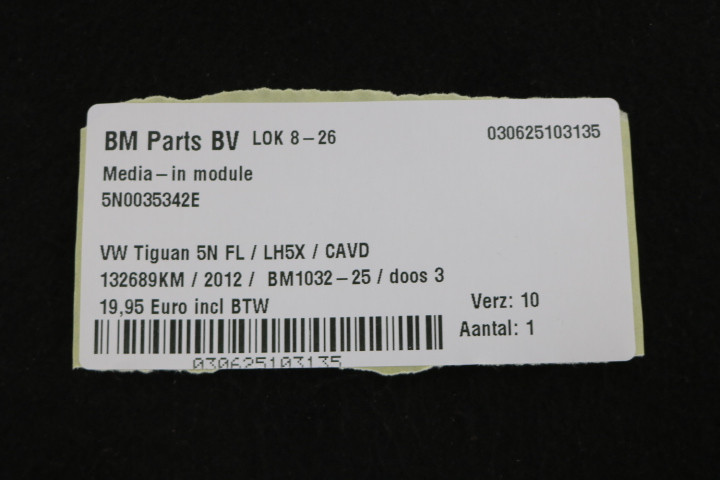 BM Parts BV LOK 8-26 030625103135
Media-in module
5N0035342E
VW Tiguan 5N FL / LH5X / CAVD
132689KM / 2012 / BM1032-25 / doos 3
19,95 Euro incl BTW Verz: 10
Aantal: 1
030625103135